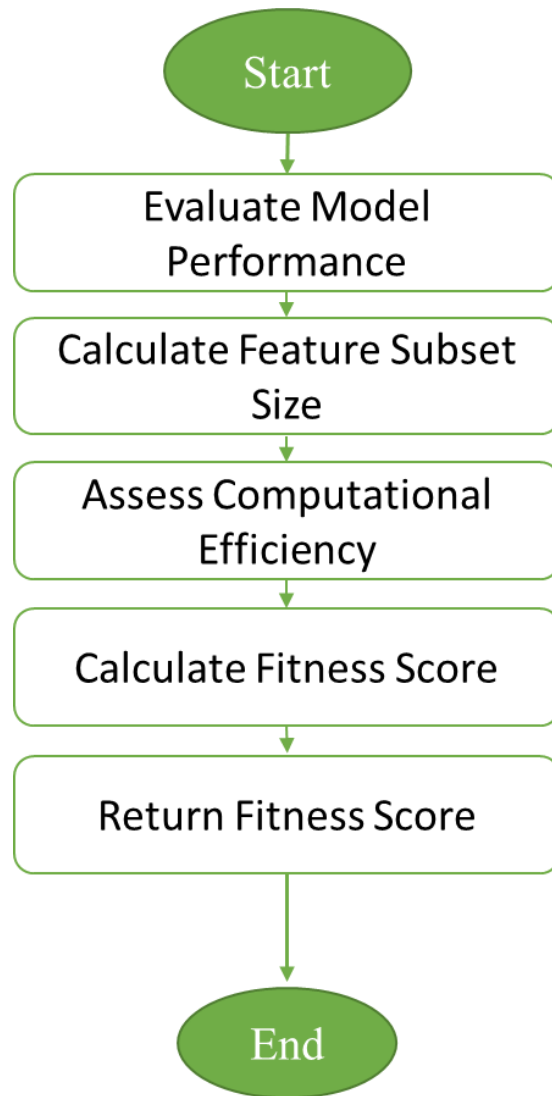 Start
Evaluate Model
Performance
Calculate Feature Subset
Size
Assess Computational
Efficiency
Calculate Fitness Score
Return Fitness Score
End